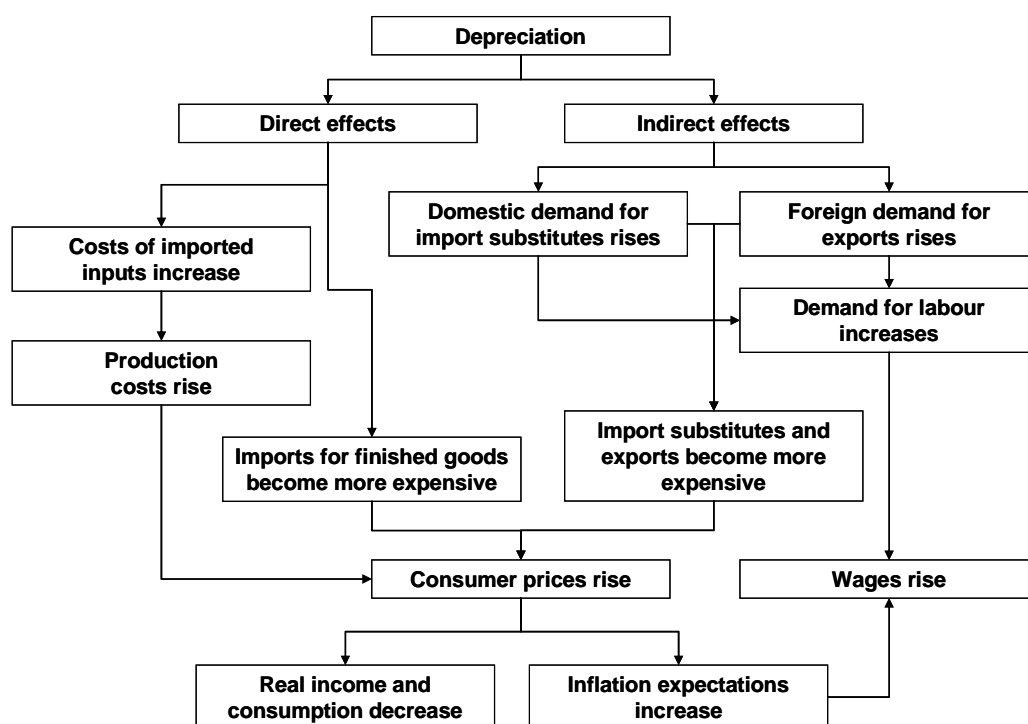 Depreciation
Direct effects
Indirect effects
Domestic demand for
import substitutes rises
Foreign demand for
exports rises
Costs of imported
inputs increase
Demand for labour
increases
Production
costs rise
Imports for finished goods
become more expensive
Import substitutes and
exports become more
expensive
Consumer prices rise
Wages rise
Real income and
consumption decrease
Inflation expectations
increase